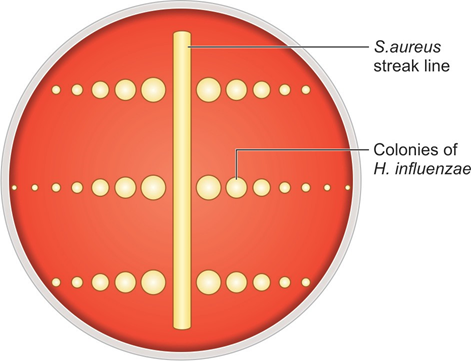 S.aureus
streak line
Colonies of
H. influenzae